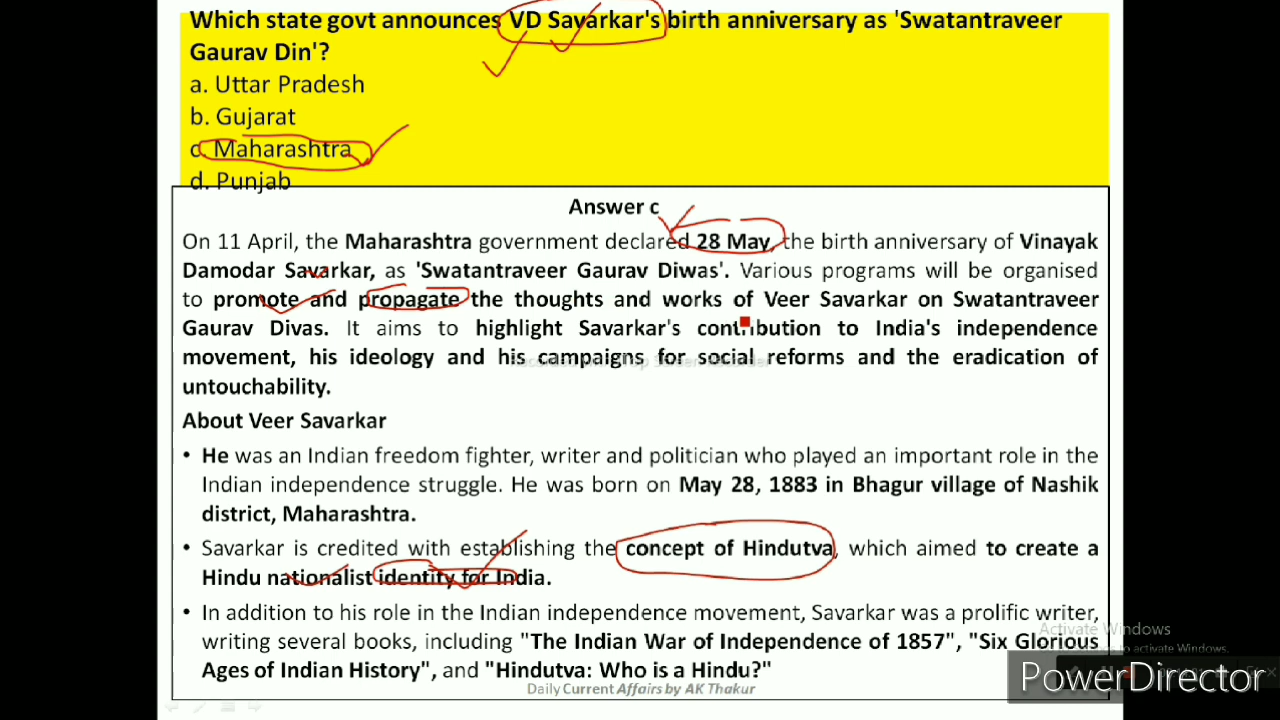 Which state govt announces VD Savarkar's birth anniversary as 'Swatantraveer
Gaurav Din'?
a. Uttar Pradesh
b. Gujarat
c. Maharashtra
d. Punjab
Answer c
On 11 April, the Maharashtra government declared 28 May, the birth anniversary of Vinayak
Damodar Savarkar, as 'Swatantraveer Gaurav Diwas'. Various programs will be organised
to promote and propagate the thoughts and works of Veer Savarkar on Swatantraveer
Gaurav Divas. It aims to highlight Savarkar's contribution to India's independence
movement, his ideology and his campaigns for social reforms and the eradication of
untouchability.
About Veer Savarkar
• He was an Indian freedom fighter, writer and politician who played an important role in the
Indian independence struggle. He was born on May 28, 1883 in Bhagur village of Nashik
district, Maharashtra.
• Savarkar is credited with establishing the concept of Hindutva, which aimed to create a
Hindu nationalist identity for India.
• In addition to his role in the Indian independence movement, Savarkar was a prolific writer,
writing several books, including "The Indian War of Independence of 1857", "Six Glorious
Ages of Indian History", and "Hindutva: Who is a Hindu?"
Activate Windows
to activate Windows.
Daily Current Affairs by AK Thakur
PowerDirector